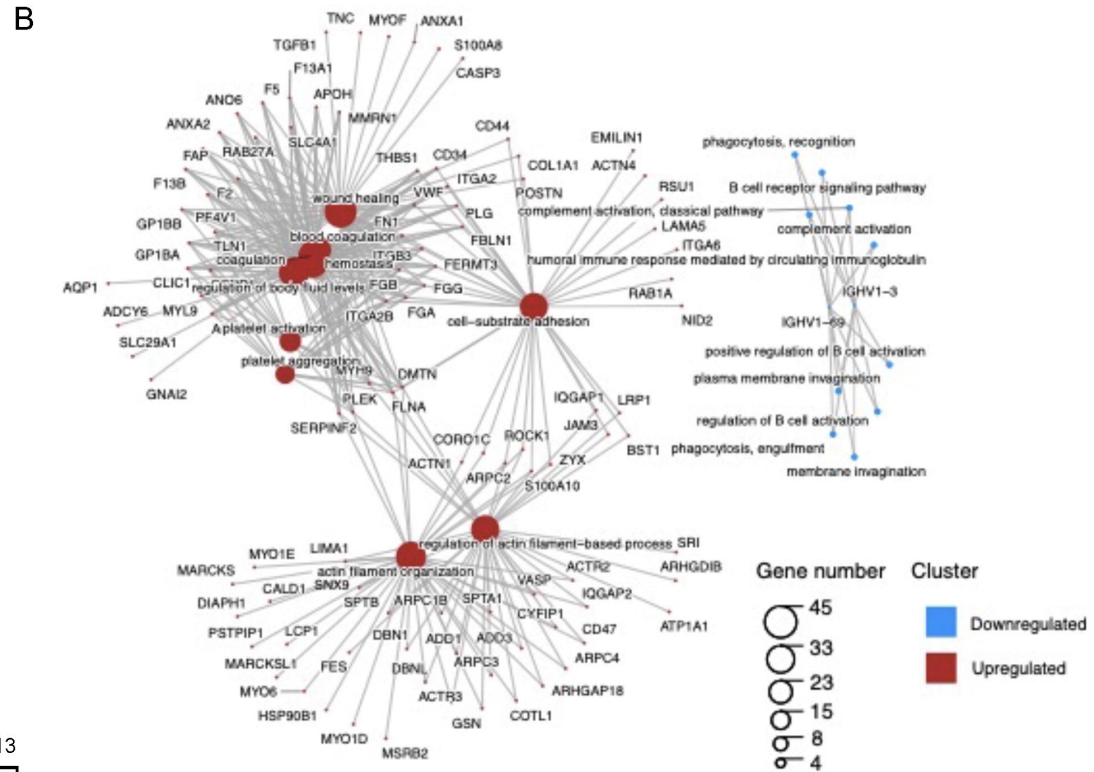 B
TNC MYOF ANXA1
TGFB1 S100A8
F13A1 CASP3
F5 APOH
ANO6 MMRN1
ANXA2 CD44 EMILIN1 phagocytosis, recognition
SLC4A1
FAP RAB27A THBS1 CD34 COL1A1 ACTN4
F13B F2 ITGA2 RSU1 B cell receptor signaling pathway
wound healing VWF POSTN
GP1BB PF4V1 FN1 PLG complement activation, classical pathway
LAMA5 complement activation
blood coagulation FBLN1
GP1BA TLN1 ITGB3 ITGA6
coagulation hemostasis FERMT3 humoral immune response mediated by circulating immunoglobulin
AQP1 CLIC1 regulation of body fluid levels FGB FGG RAB1A IGHV1-3
ADCY6 MYL9 ITGA2B FGA cell-substrate adhesion NID2 IGHV1-69
platelet activation
SLC29A1
platelet aggregation positive regulation of B cell activation
GNAI2 MYH9 DMTN plasma membrane invagination
PLEK FLNA IQGAP1 LRP1
SERPINF2 JAM3 regulation of B cell activation
CORO1C ROCK1 BST1 phagocytosis, engulfment
ACTN1 ZYX
ARPC2 S100A10 membrane invagination
regulation of actin filament-based process SRI
MYO1E LIMA1
MARCKS actin filament organization ACTR2 ARHGDIB
CALD1 SNX9 VASP
DIAPH1 SPTB ARPC1B SPTA1 IQGAP2
CYFIP1 ATP1A1
PSTPIP1 LCP1 DBN1 ADD1 ADD3 CD47
MARCKSL1 FES DBNL ARPC3 ARPC4
MYO6 ACTR3 ARHGAP18
HSP90B1 GSN COTL1
MYO1D MSRB2
Gene number
45
33
23
15
8
4
Cluster
Downregulated
Upregulated
13